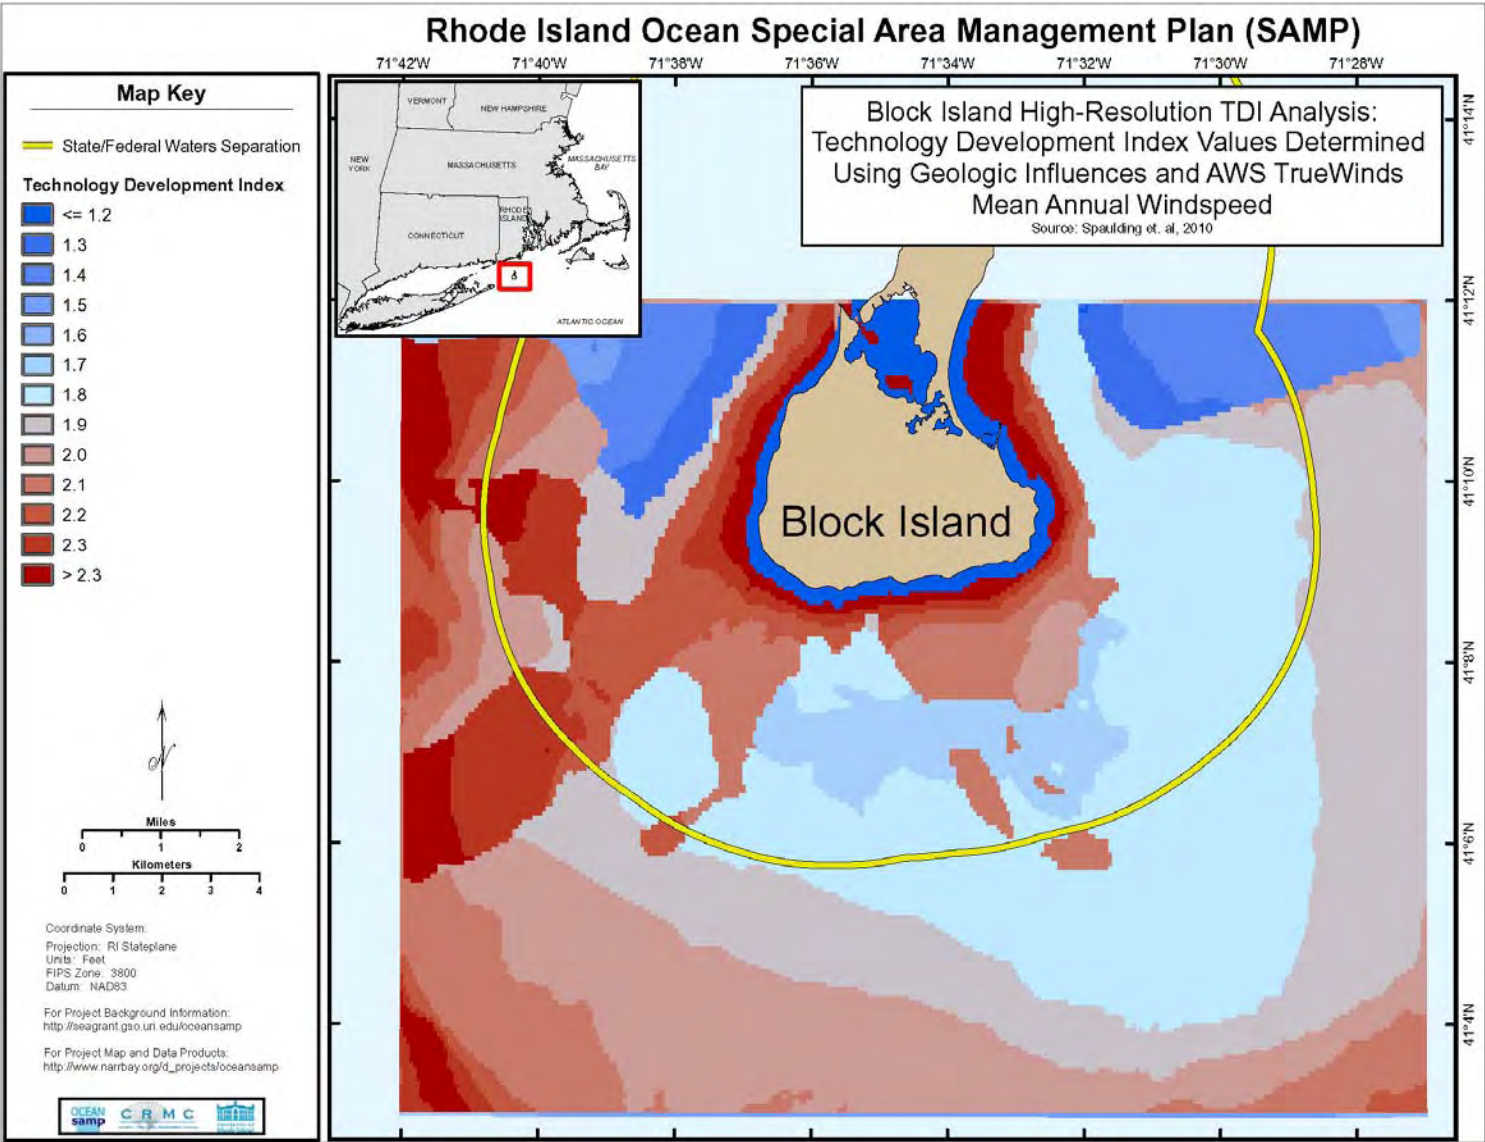 Rhode Island Ocean Special Area Management Plan (SAMP)
71°42'W 71°40'W 71°38'W 71°36'W 71°34'W 71°32'W 71°30'W 71°28'W
Map Key
State/Federal Waters Separation
Technology Development Index
<= 1.2
1.3
1.4
1.5
1.6
1.7
1.8
1.9
2.0
2.1
2.2
2.3
> 2.3
N
Miles
0 1 2
Kilometers
0 1 2 3 4
Coordinate System:
Projection: RI Stateplane
Units: Feet
FIPS Zone: 3800
Datum: NAD83
For Project Background Information:
http://seagrant.gso.uri.edu/oceansamp
For Project Map and Data Products:
http://www.narrbay.org/d_projects/oceansamp
OCEAN
samp
C R M C
VERMONT
NEW HAMPSHIRE
NEW
YORK
MASSACHUSETTS
MASSACHUSETTS
BAY
RHODE
ISLAND
CONNECTICUT
ATLANTIC OCEAN
Block Island High-Resolution TDI Analysis:
Technology Development Index Values Determined
Using Geologic Influences and AWS TrueWinds
Mean Annual Windspeed
Source: Spaulding et. al, 2010
Block Island
41°14'N
41°12'N
41°10'N
41°8'N
41°6'N
41°4'N